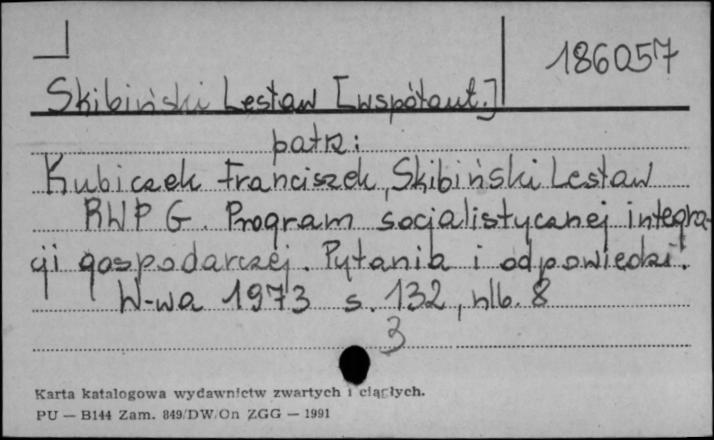 186057
Skibiński Lesław [współaut.]
patrz:
Kubiczek Franciszek, Skibiński Lesław
RWPG. Program socjalistycznej integra-
cji gospodarczej. Pytania i odpowiedzi.
W-wa 1973 s. 132, nlb. 8
3
Karta katalogowa wydawnictw zwartych i ciągłych.
PU — B144 Zam. 849/DW/On ZGG — 1991